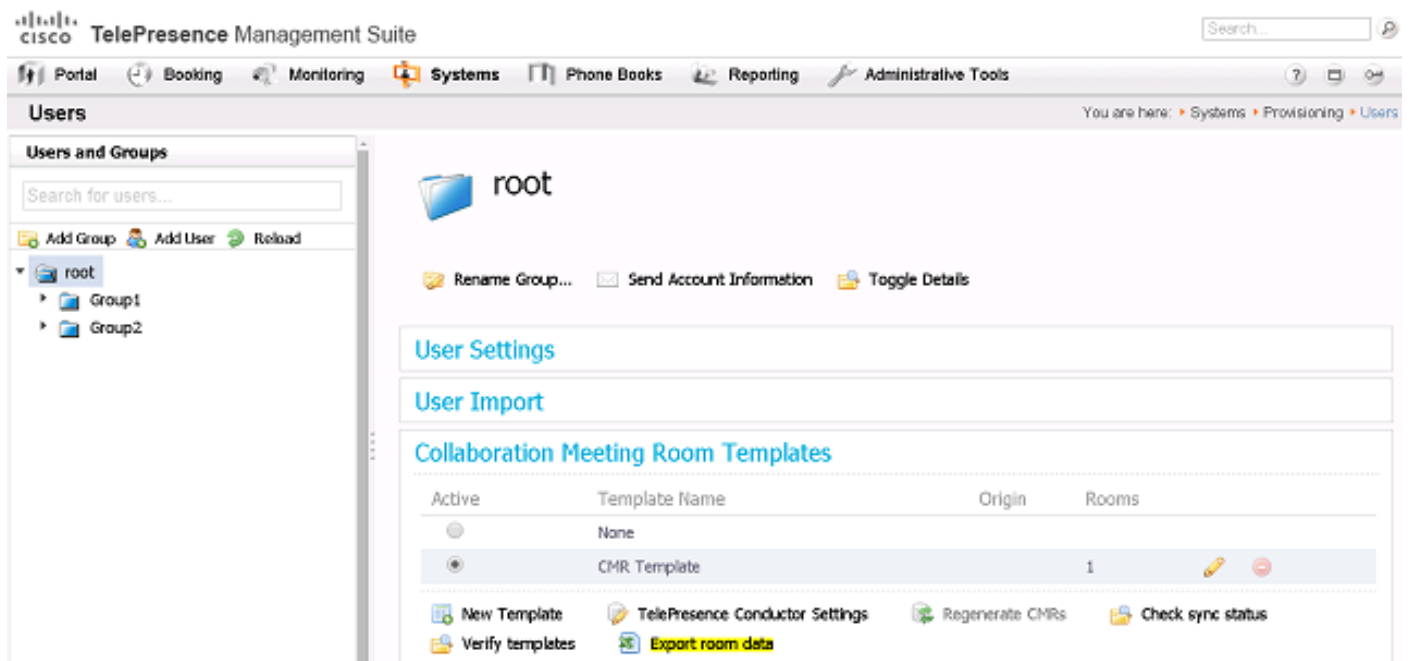 CISCO TelePresence Management Suite
Search...
Portal Booking Monitoring Systems Phone Books Reporting Administrative Tools ?
Users
You are here: Systems Provisioning Users
Users and Groups
Search for users...
Add Group Add User Reload
root
Group1
Group2
root
Rename Group... Send Account Information Toggle Details
User Settings
User Import
Collaboration Meeting Room Templates
Active Template Name Origin Rooms
None
CMR Template 1
New Template TelePresence Conductor Settings Regenerate CMRs Check sync status
Verify templates Export room data